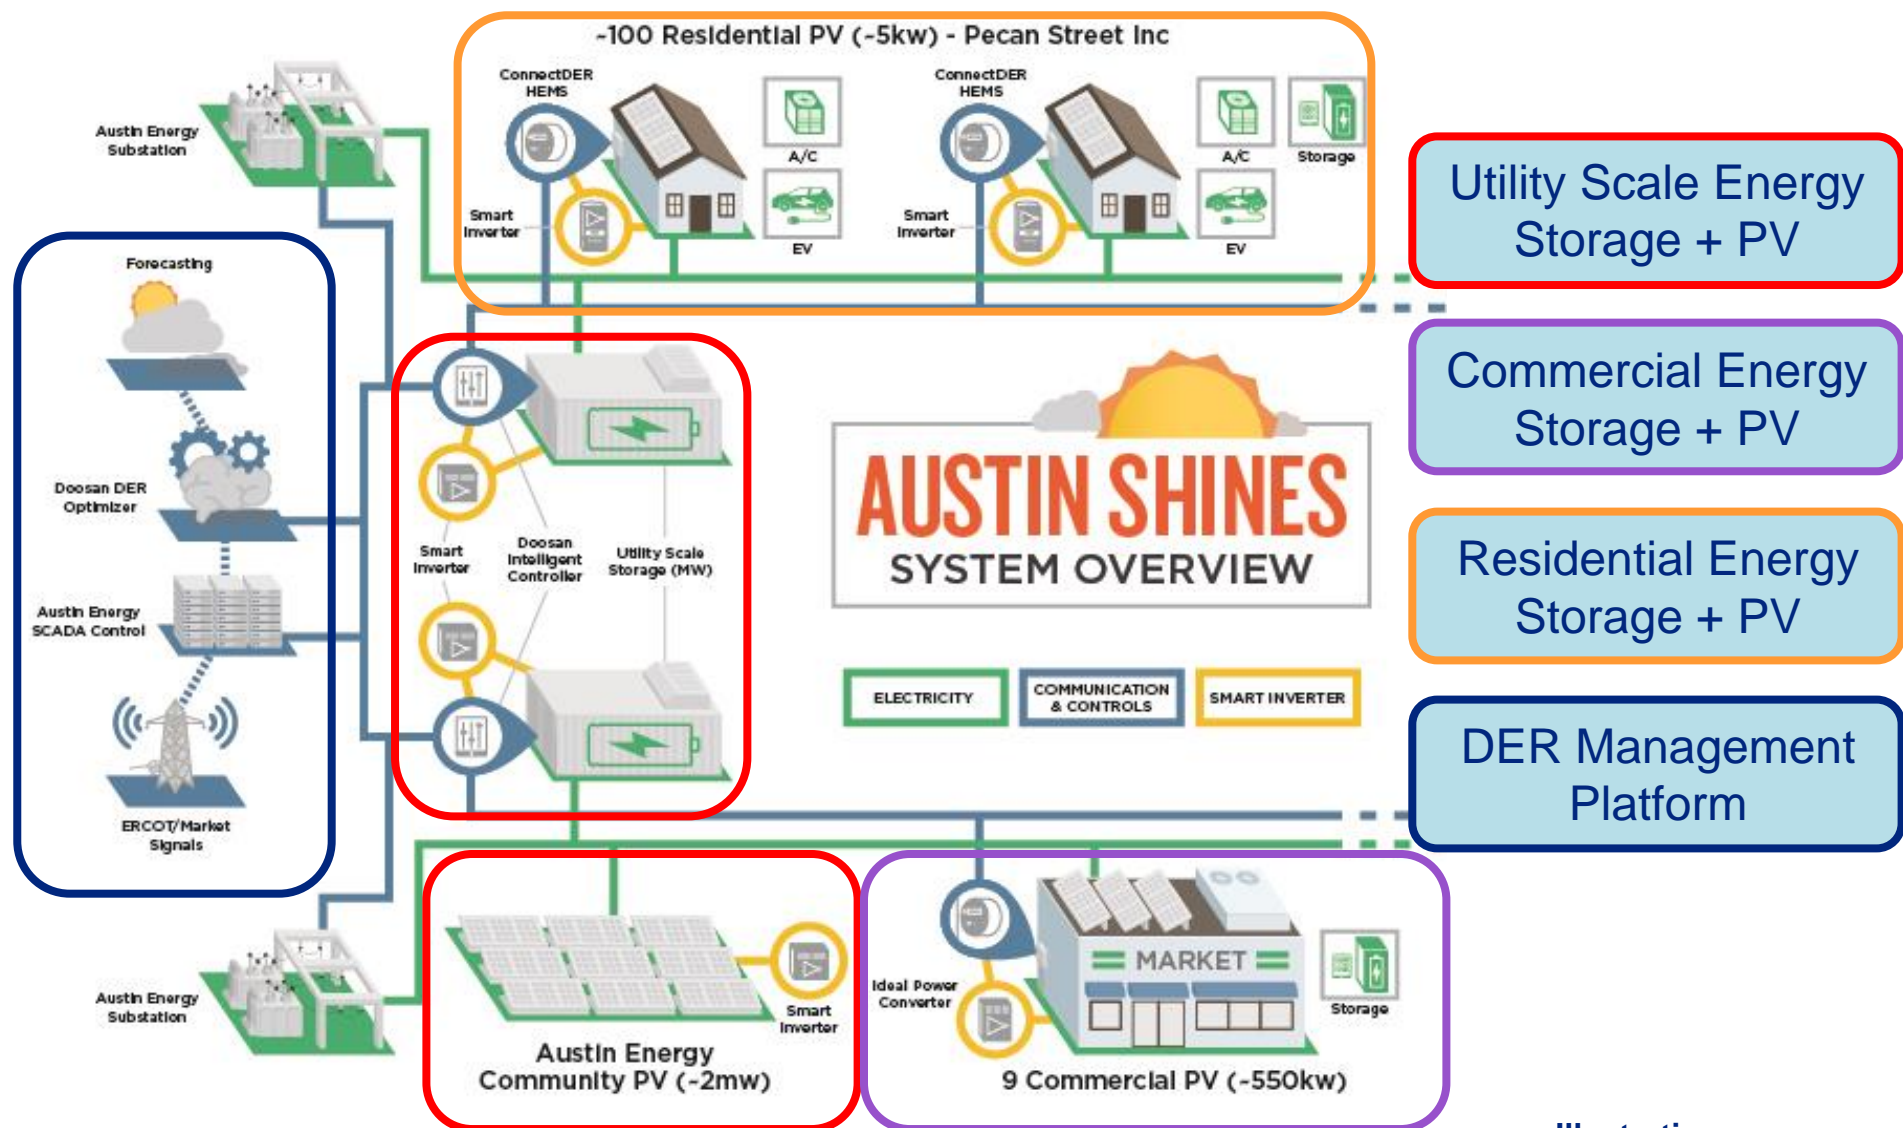 ~100 Residential PV (~5kw) - Pecan Street Inc
ConnectDER
HEMS
ConnectDER
HEMS
Austin Energy
Substation
A/C
A/C
Storage
Smart
Inverter
EV
Smart
Inverter
EV
Utility Scale Energy
Storage + PV
Forecasting
Commercial Energy
Storage + PV
Doosan DER
Optimizer
Smart
Inverter
Doosan
Intelligent
Controller
Utility Scale
Storage (MW)
AUSTIN SHINES
SYSTEM OVERVIEW
Residential Energy
Storage + PV
Austin Energy
SCADA Control
ELECTRICITY
COMMUNICATION
& CONTROLS
SMART INVERTER
DER Management
Platform
ERCOT/Market
Signals
MARKET
Ideal Power
Converter
Storage
Austin Energy
Substation
Smart
Inverter
Austin Energy
Community PV (~2mw)
9 Commercial PV (~550kw)